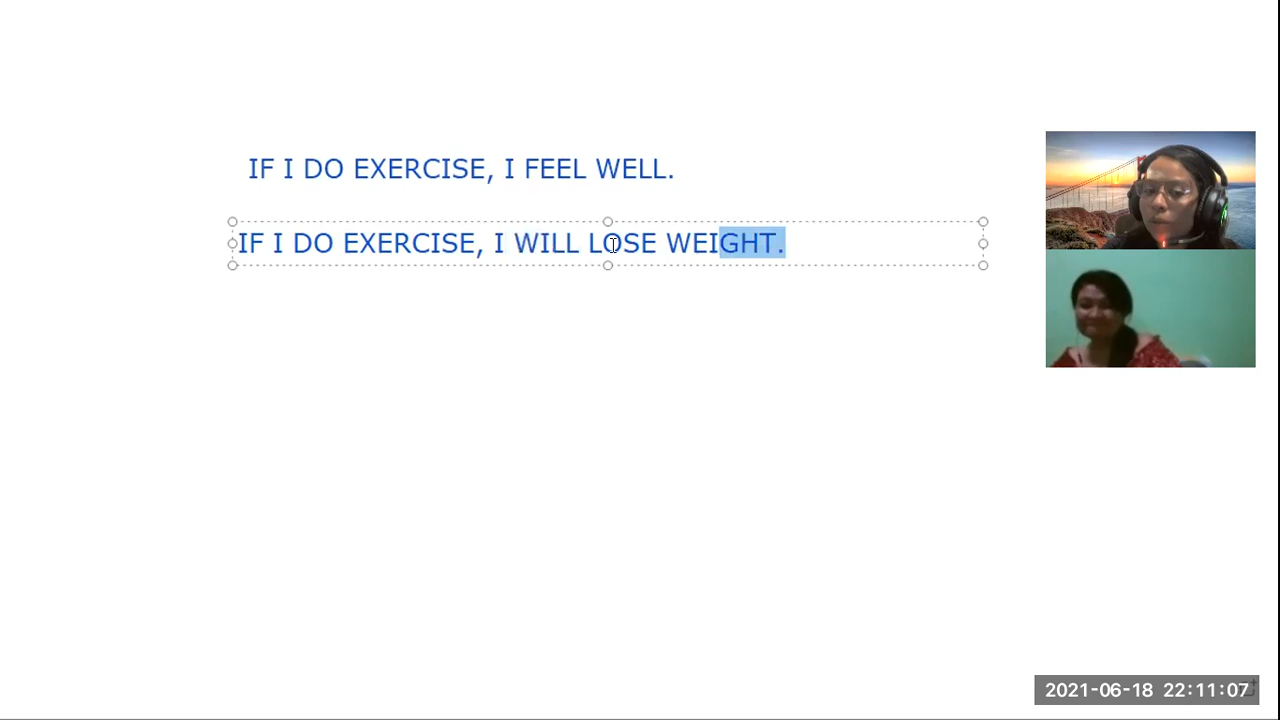 IF I DO EXERCISE, I FEEL WELL.
IF I DO EXERCISE, I WILL LOSE WEIGHT.
2021-06-18 22:11:07